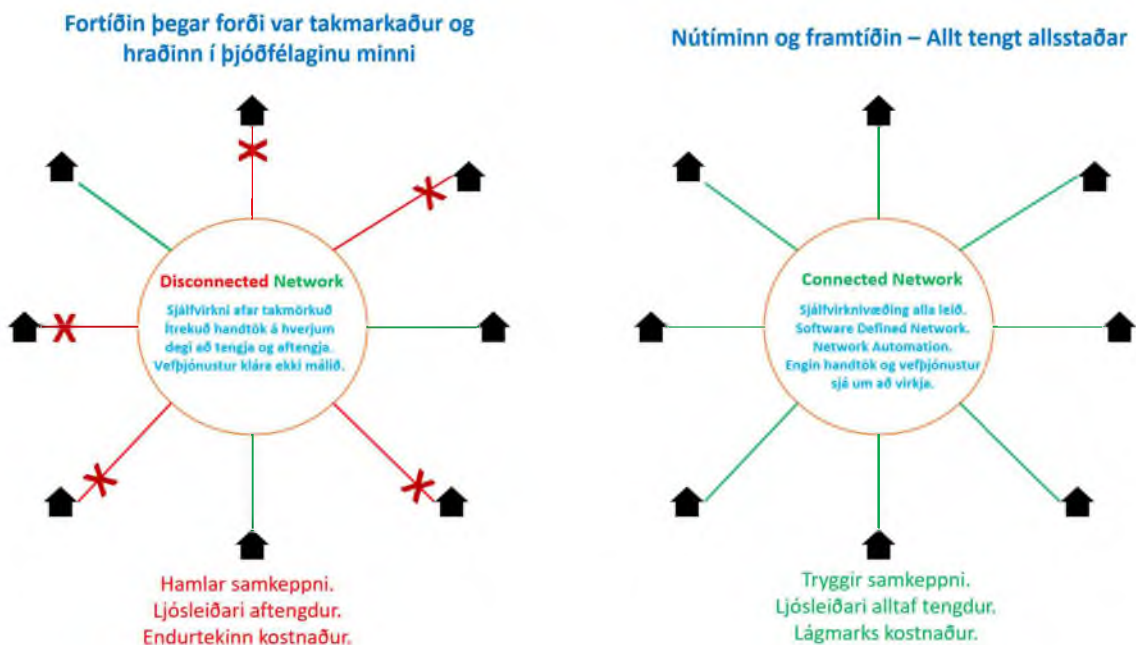 Fortíðin þegar forði var takmarkaður og
hraðinn í þjóðfélaginu minni
Disconnected Network
Sjálfvirkni afar takmörkuð
Ítrekuð handtök á hverjum
degi að tengja og aftengja.
Vefþjónustur klára ekki málið.
Hamlar samkeppni.
Ljósleiðari aftengdur.
Endurtekinn kostnaður.
Nútíminn og framtíðin – Allt tengt allsstaðar
Connected Network
Sjálfvirknivæðing alla leið.
Software Defined Network.
Network Automation.
Engin handtök og vefþjónustur
sjá um að virkja.
Tryggir samkeppni.
Ljósleiðari alltaf tengdur.
Lágmarks kostnaður.